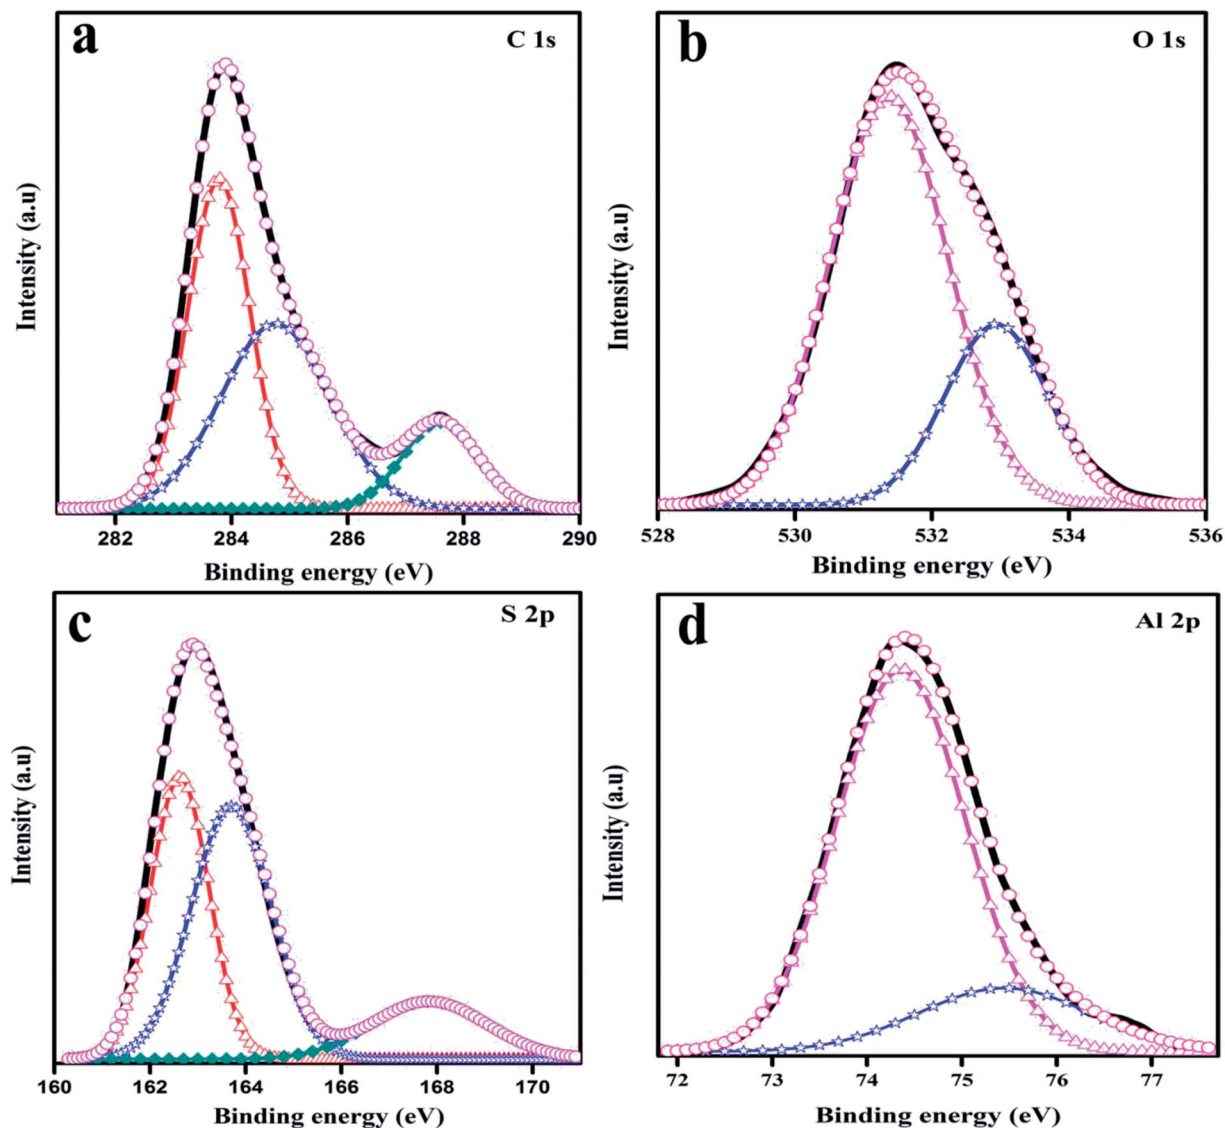 a
C 1s
Intensity (a.u)
282 284 286 288 290
Binding energy (eV)
b
O 1s
Intensity (a.u)
528 530 532 534 536
Binding energy (eV)
c
S 2p
Intensity (a.u)
160 162 164 166 168 170
Binding energy (eV)
d
Al 2p
Intensity (a.u)
72 73 74 75 76 77
Binding energy (eV)